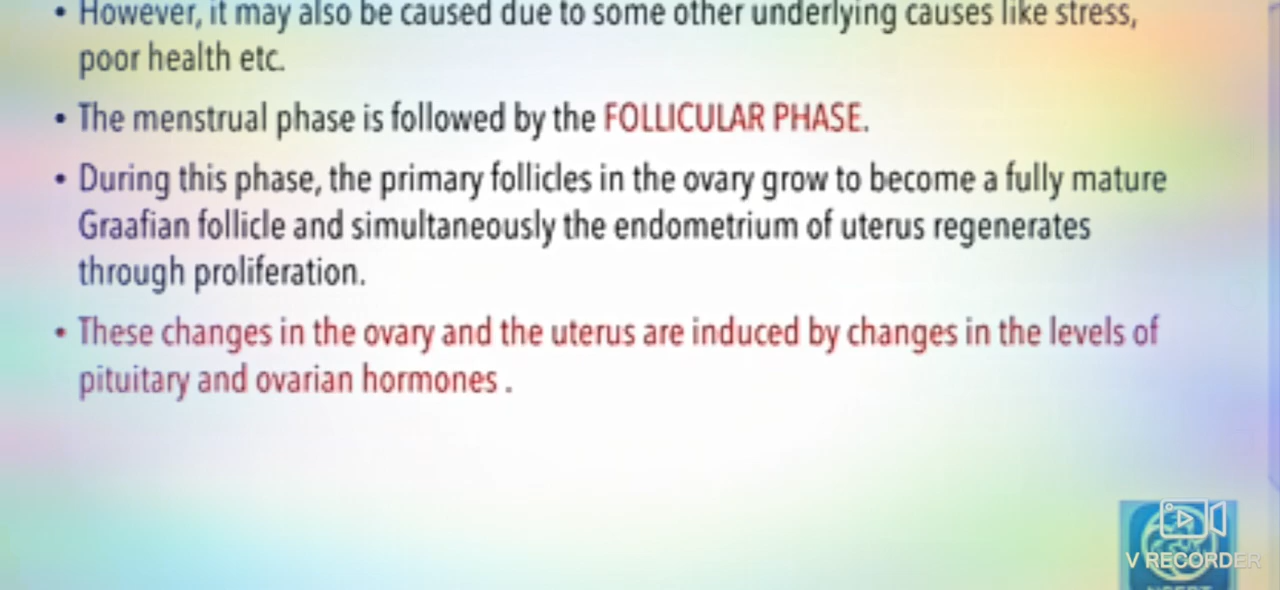 • However, it may also be caused due to some other underlying causes like stress,
poor health etc.
• The menstrual phase is followed by the FOLLICULAR PHASE.
• During this phase, the primary follicles in the ovary grow to become a fully mature
Graafian follicle and simultaneously the endometrium of uterus regenerates
through proliferation.
• These changes in the ovary and the uterus are induced by changes in the levels of
pituitary and ovarian hormones .
V RECORDER